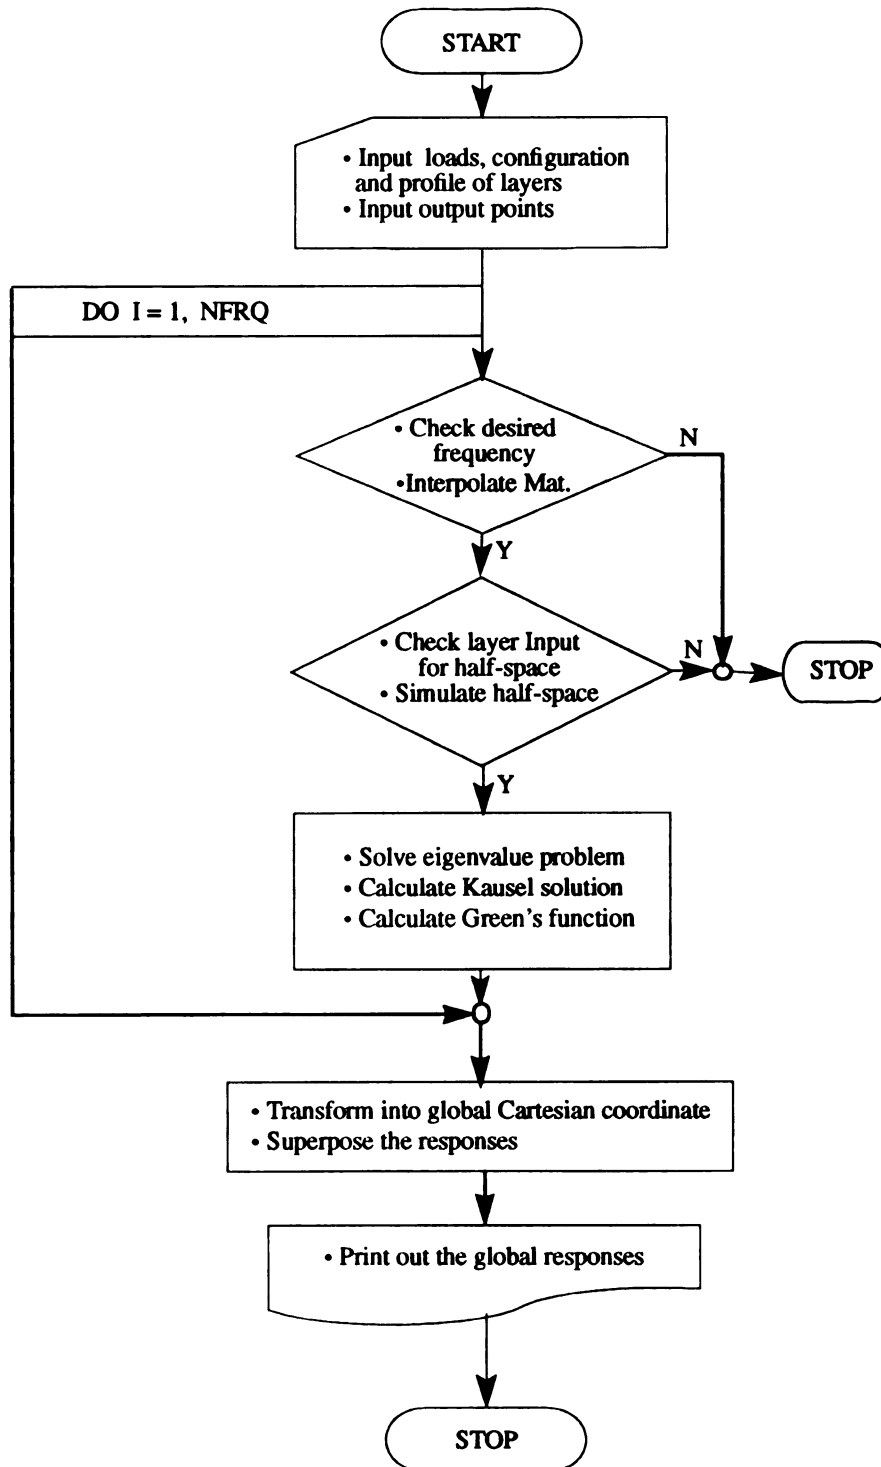 START
• Input loads, configuration
and profile of layers
• Input output points
DO I = 1, NFRQ
• Check desired
frequency
•Interpolate Mat.
N
Y
• Check layer Input
for half-space
• Simulate half-space
N
STOP
Y
• Solve eigenvalue problem
• Calculate Kausel solution
• Calculate Green's function
• Transform into global Cartesian coordinate
• Superpose the responses
• Print out the global responses
STOP